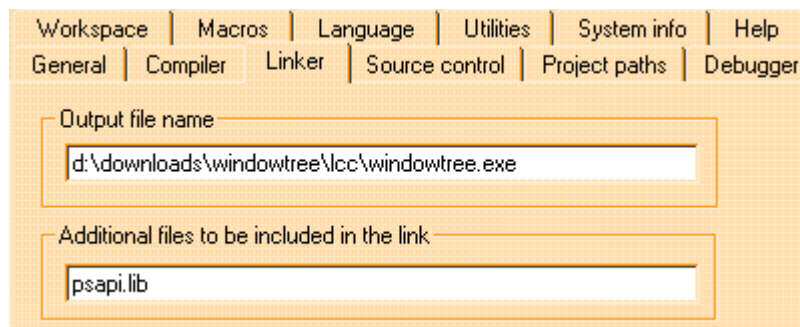 Workspace Macros Language Utilities System info Help
General Compiler Linker Source control Project paths Debugger
Output file name
d:\downloads\windowtree\lcc\windowtree.exe
Additional files to be included in the link
psapi.lib